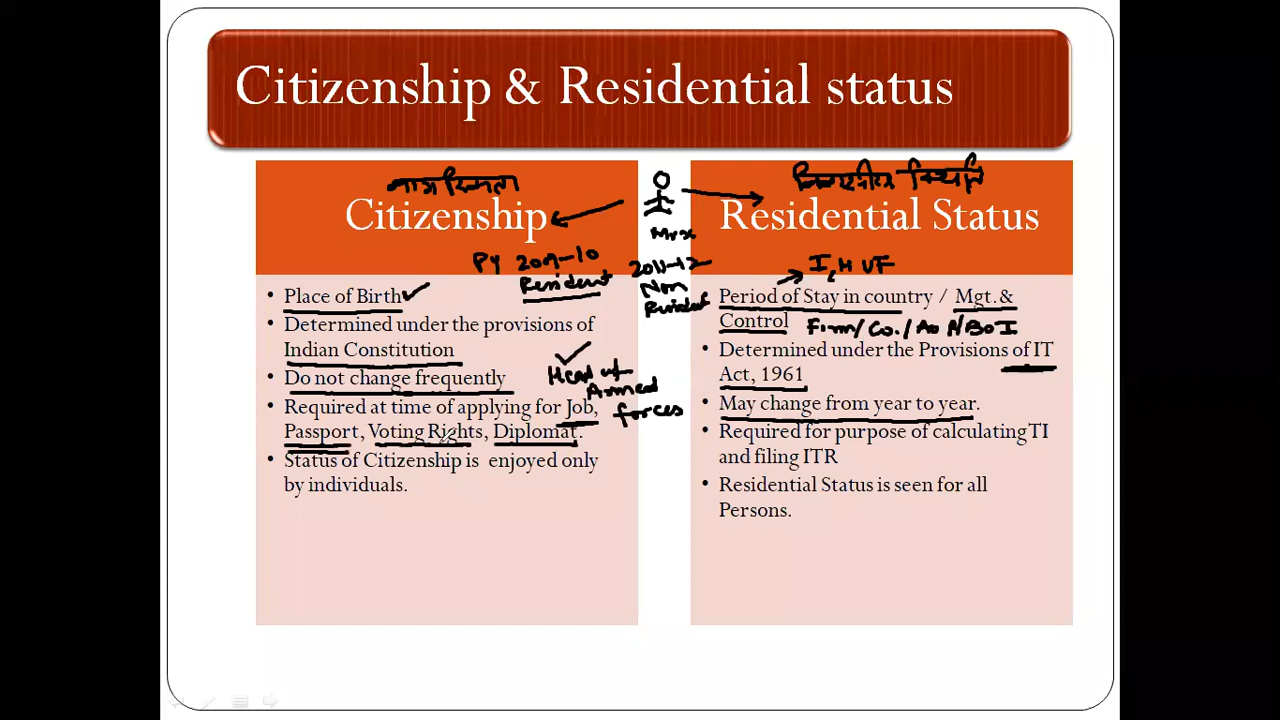 Citizenship & Residential status
नागरिकता
Citizenship
PY 2009-10
Resident
• Place of Birth
• Determined under the provisions of
Indian Constitution
• Do not change frequently
Head of
Armed
forces
• Required at time of applying for Job,
Passport, Voting Rights, Diplomat.
• Status of Citizenship is enjoyed only
by individuals.
Mr x
2011-12
Non
Resident
स्थिति
Residential Status
I, HUF
• Period of Stay in country / Mgt. &
Control
Firm/Co./AOP/BOI
• Determined under the Provisions of IT
Act, 1961
• May change from year to year.
• Required for purpose of calculating TI
and filing ITR
• Residential Status is seen for all
Persons.